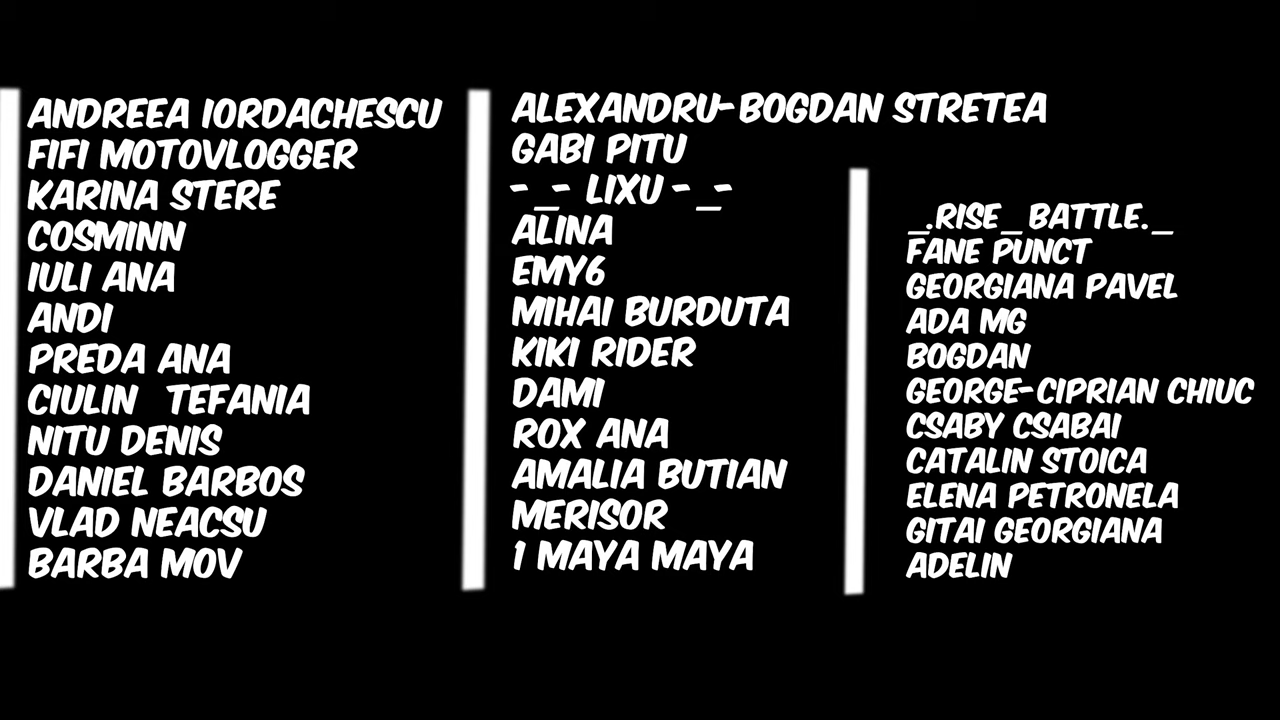 ANDREEA IORDACHESCU
FIFI MOTOVLOGGER
KARINA STERE
COSMINN
IULI ANA
ANDI
PREDA ANA
CIULIN TEFANIA
NITU DENIS
DANIEL BARBOS
VLAD NEACSU
BARBA MOV
ALEXANDRU-BOGDAN STRETEA
GABI PITU
-_- LIXU -_-
ALINA
EMY6
MIHAI BURDUTA
KIKI RIDER
DAMI
ROX ANA
AMALIA BUTIAN
MERISOR
1 MAYA MAYA
_.RISE_BATTLE._
FANE PUNCT
GEORGIANA PAVEL
ADA MG
BOGDAN
GEORGE-CIPRIAN CHIUC
CSABY CSABAI
CATALIN STOICA
ELENA PETRONELA
GITAI GEORGIANA
ADELIN